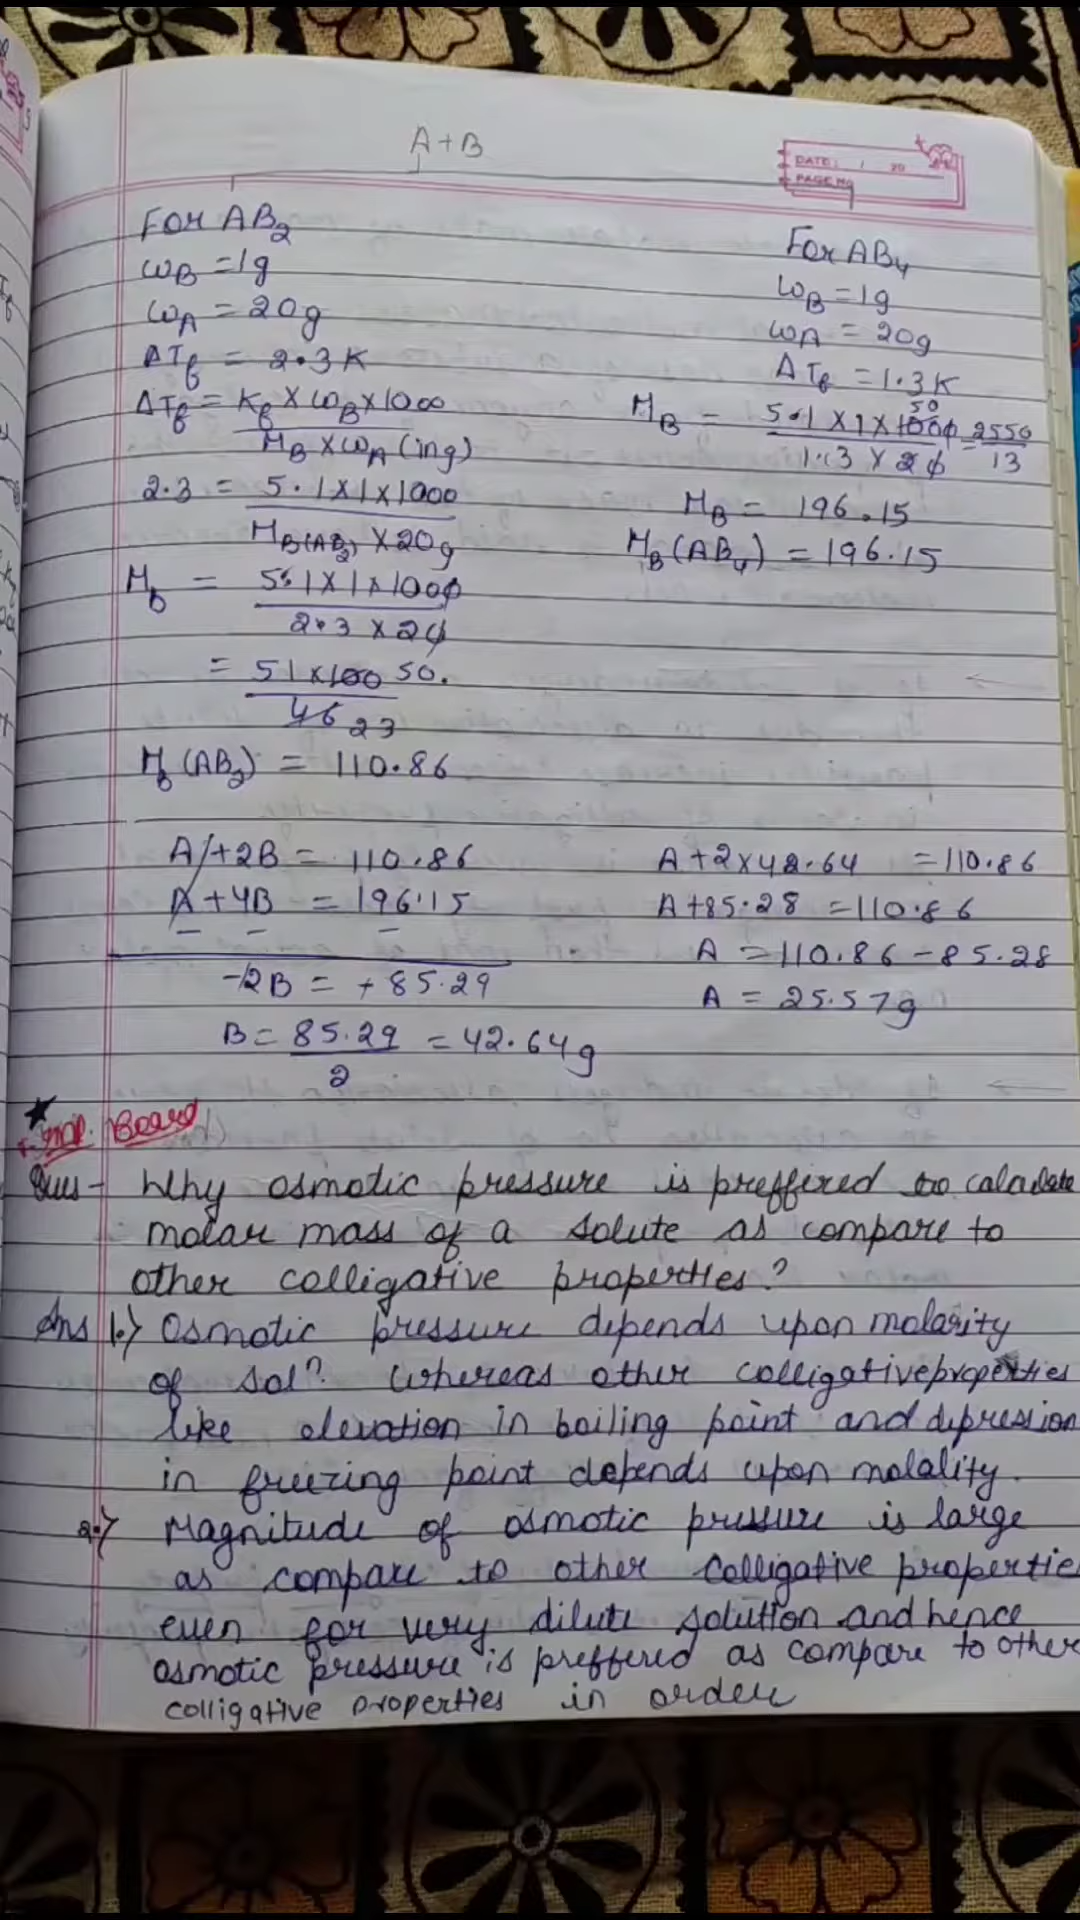 A+B
DATE: / 20
PAGE NO
For AB2
wB = 1g
wA = 20g
ΔTf = 2.3K
ΔTf = Kf × wB × 1000
MB × wA (in g)
2.3 = 5.1×1×1000
MB(AB2) × 20g
MB = 5.1×1×1000
2.3 × 20
= 51×100 50.
46 23
MB (AB2) = 110.86
For AB4
wB = 1g
wA = 20g
ΔTf = 1.3K
50
MB = 5.1×1×1000 = 2550
1.3 × 20 13
MB = 196.15
MB (AB4) = 196.15
A+2B = 110.86
A+4B = 196.15
- - -
-2B = +85.29
B = 85.29 = 42.64g
2
A+2×42.64 = 110.86
A+85.28 = 110.86
A = 110.86 - 85.28
A = 25.57g
Imp. Board
Ques - Why osmotic pressure is preffired to calculate
molar mass of a solute as compare to
other colligative properties?
Ans 1.) Osmotic pressure depends upon molarity
of soln whereas other colligative properties
like elevation in boiling point and depression
in freezing point depends upon molality.
2.) Magnitude of osmotic pressure is large
as compare to other colligative propertie
even for very dilute solution and hence
osmotic pressure is preffered as compare to other
colligative properties in order